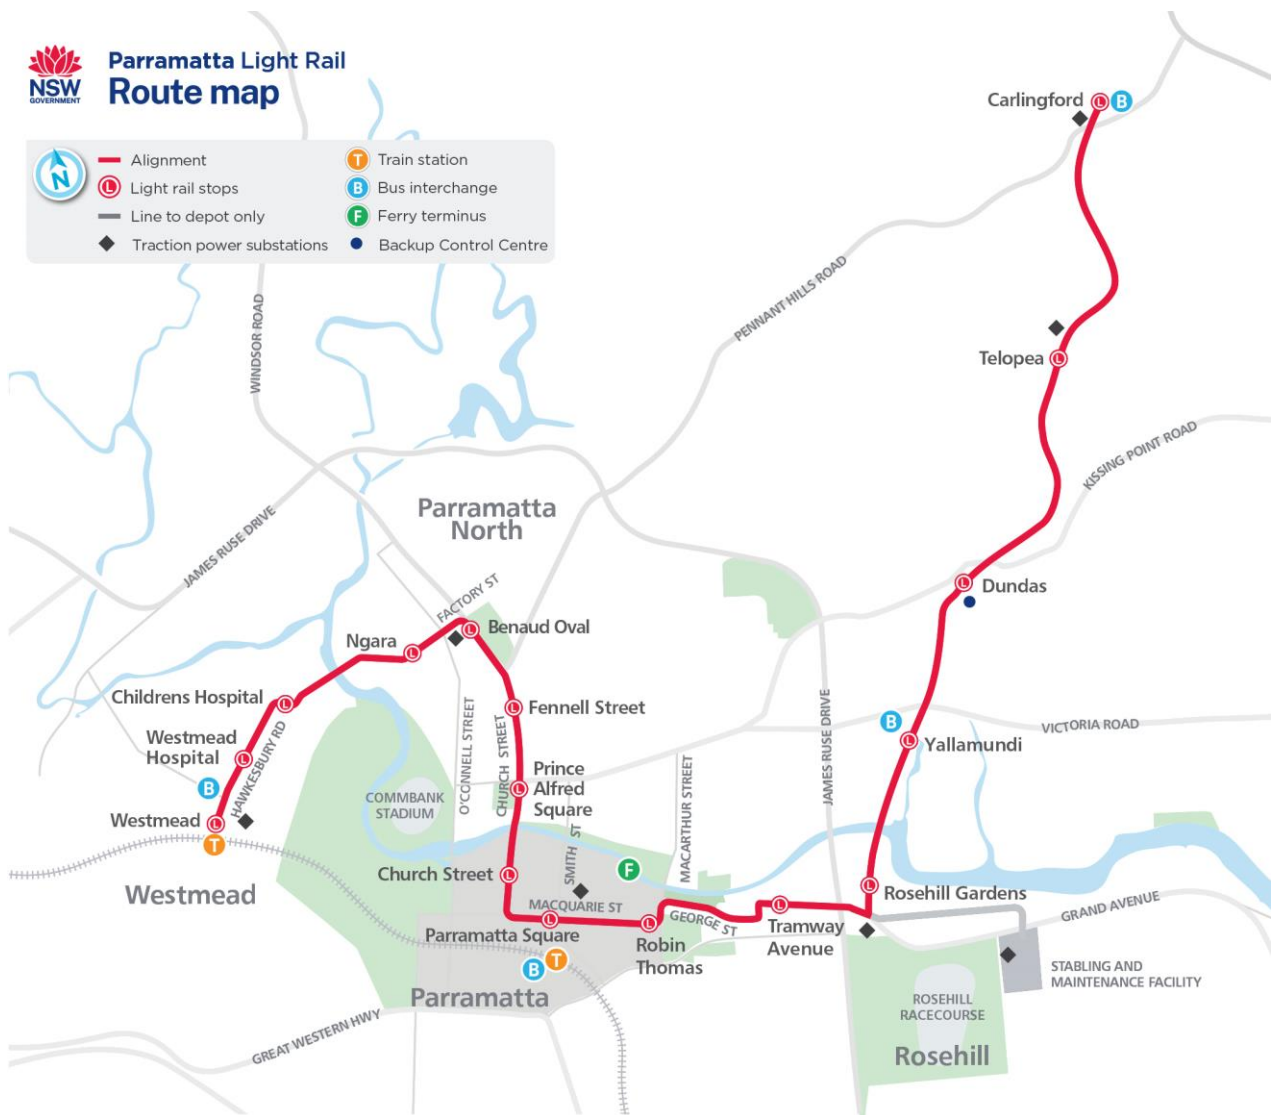 NSW
GOVERNMENT
Parramatta Light Rail
Route map
N
Alignment
L Light rail stops
Line to depot only
Traction power substations
T Train station
B Bus interchange
F Ferry terminus
Backup Control Centre
Carlingford
L
B
PENNANT HILLS ROAD
WINDSOR ROAD
Telopea
L
KISSING POINT ROAD
Parramatta
North
JAMES RUSE DRIVE
L
Dundas
FACTORY ST
Ngara
L
L
Benaud Oval
Childrens Hospital
L
L
Fennell Street
O'CONNELL STREET
CHURCH STREET
JAMES RUSE DRIVE
B
L
Yallamundi
VICTORIA ROAD
Westmead
Hospital
L
HAWKESBURY RD
B
Prince
Alfred
Square
L
COMMBANK
STADIUM
MACARTHUR STREET
Westmead
L
T
SMITH ST
Church Street
L
F
L
Rosehill Gardens
Westmead
MACQUARIE ST
GEORGE ST
L
Tramway
Avenue
GRAND AVENUE
L
Parramatta Square
L
Robin
Thomas
B
T
STABLING AND
MAINTENANCE FACILITY
Parramatta
ROSEHILL
RACECOURSE
GREAT WESTERN HWY
Rosehill